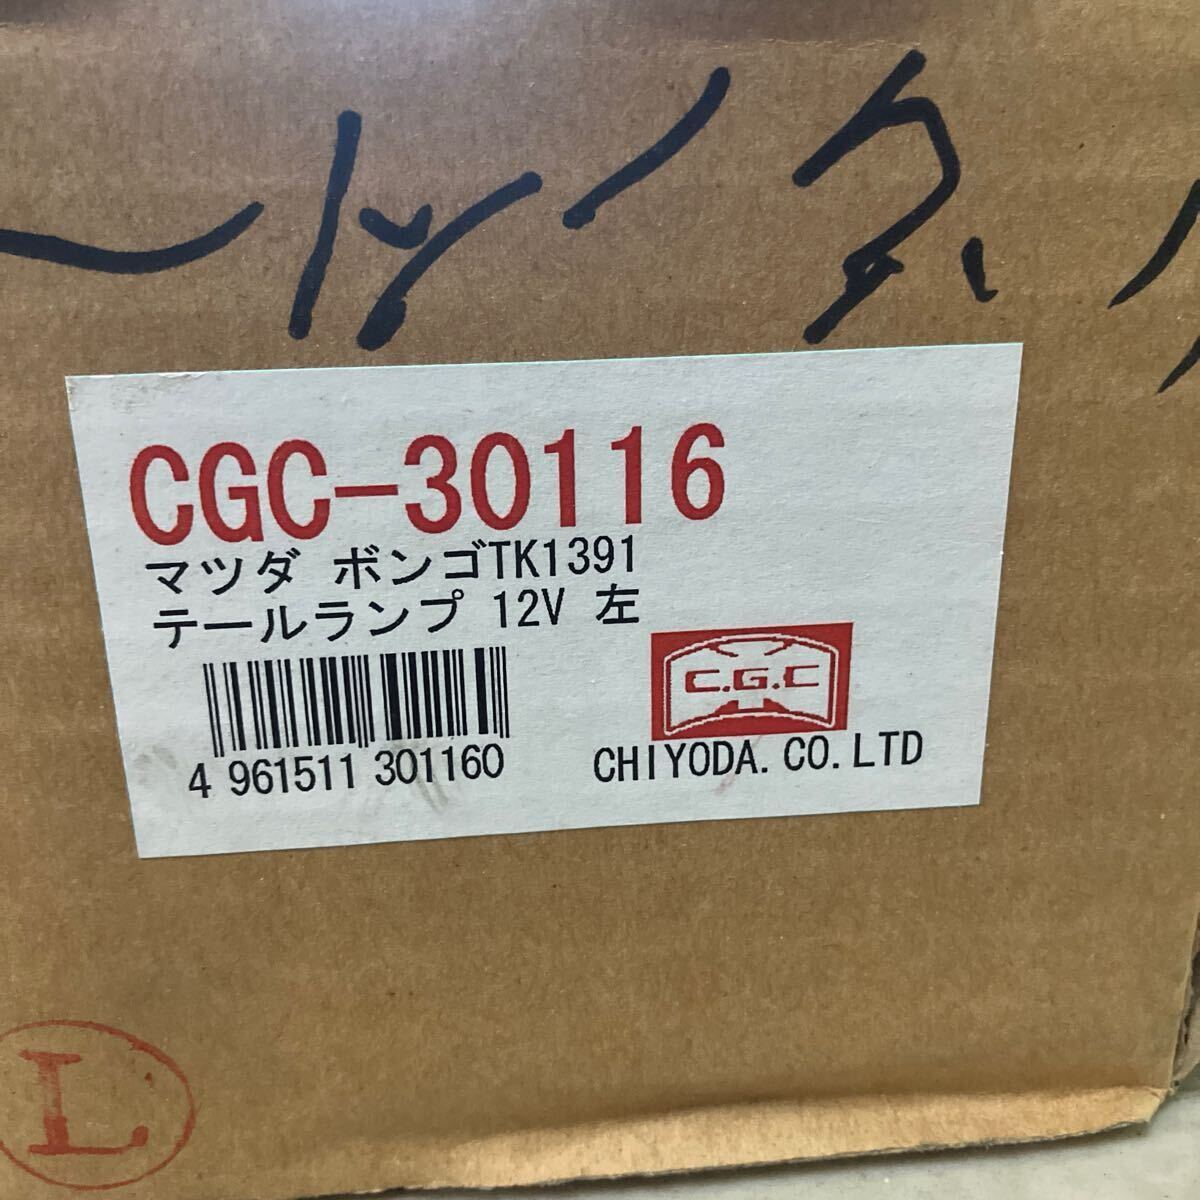 CGC-30116
マツダ ボンゴTK1391
テールランプ 12V 左
C.G.C
4 961511 301160
CHIYODA. CO. LTD
L